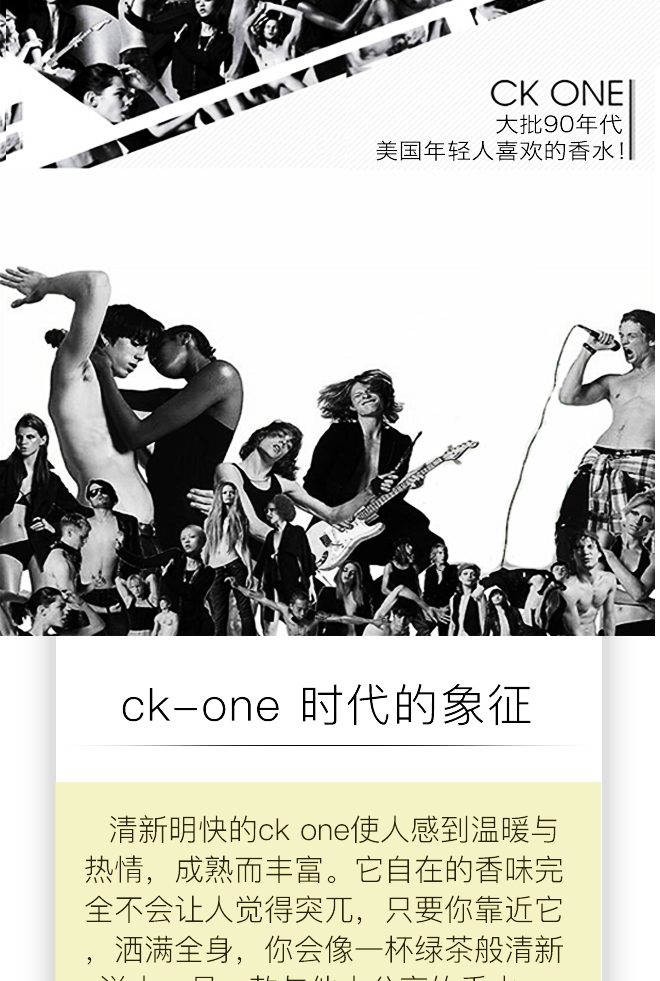 CK ONE
大批90年代
美国年轻人喜欢的香水!
ck-one 时代的象征
清新明快的ck one使人感到温暖与
热情，成熟而丰富。它自在的香味完
全不会让人觉得突兀，只要你靠近它
，洒满全身，你会像一杯绿茶般清新